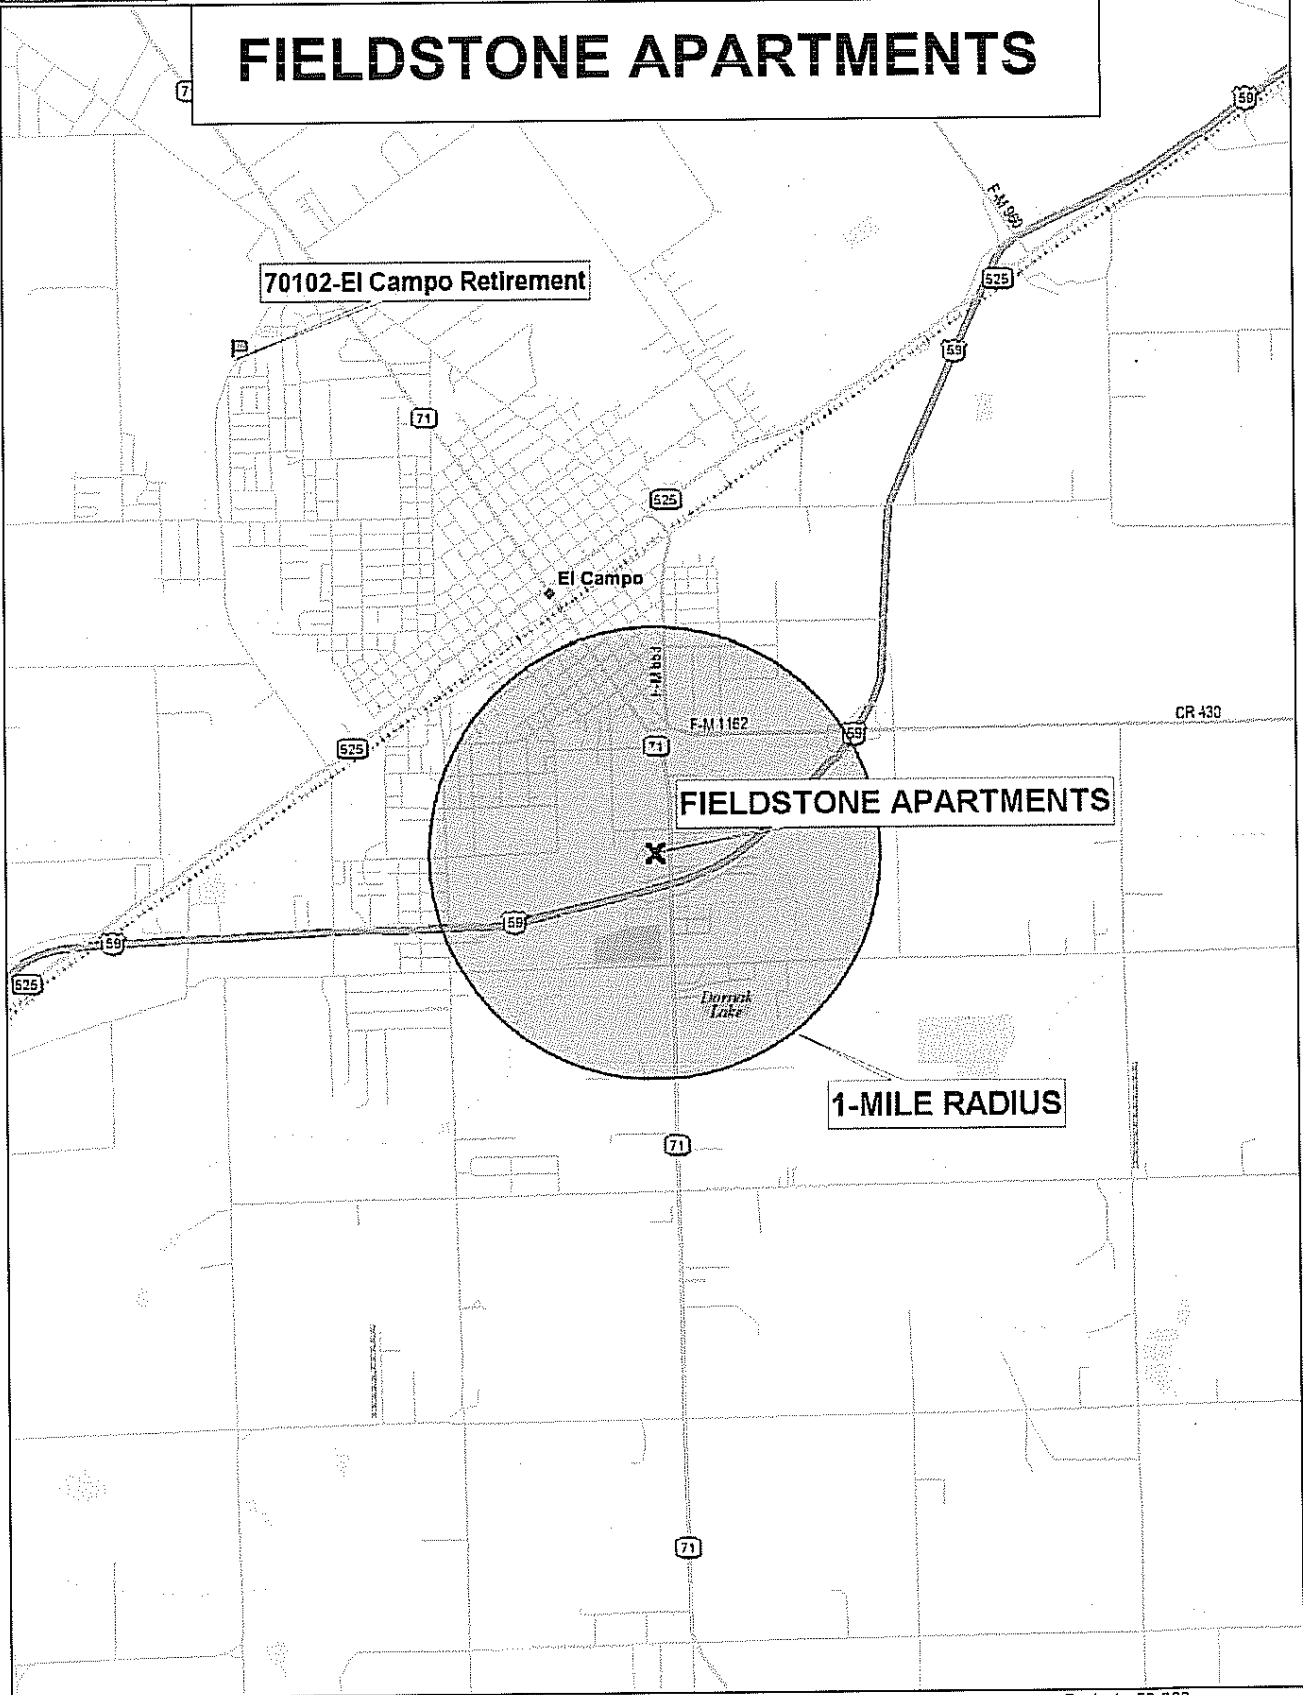 FIELDSTONE APARTMENTS
59
F-M 960
70102-El Campo Retirement
525
59
71
525
El Campo
F-M 1162
CR 430
59
525
71
FIELDSTONE APARTMENTS
59
59
525
Dornak
Lake
1-MILE RADIUS
71
71